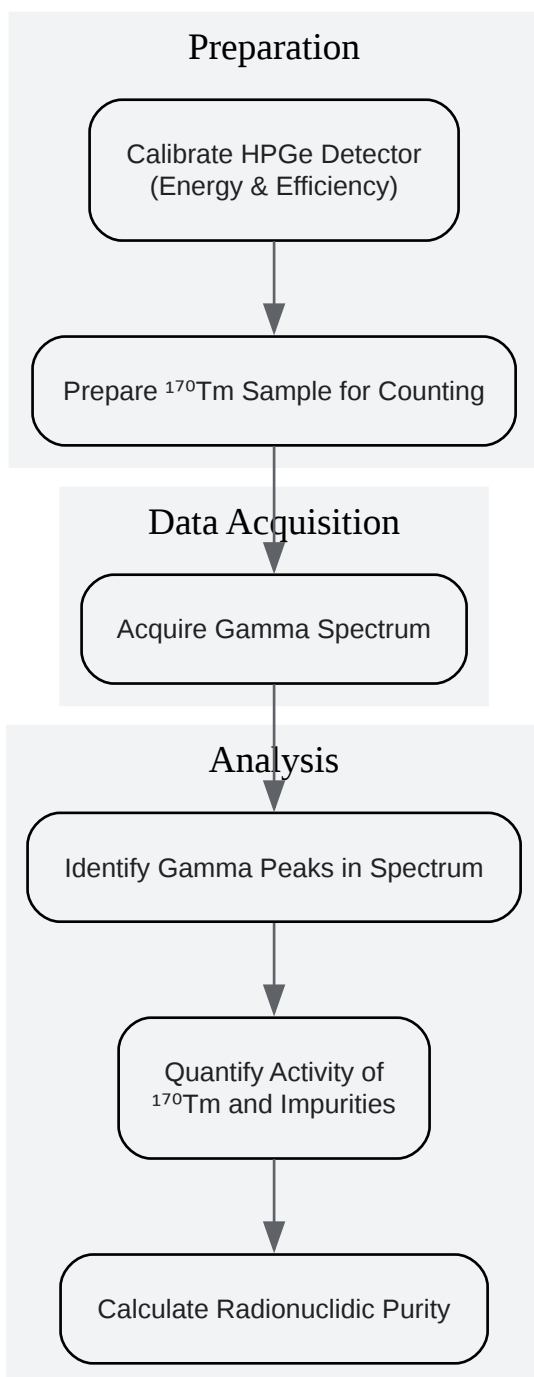 Preparation
Calibrate HPGe Detector
(Energy & Efficiency)
Prepare ¹⁷⁰Tm Sample for Counting
Data Acquisition
Acquire Gamma Spectrum
Analysis
Identify Gamma Peaks in Spectrum
Quantify Activity of
¹⁷⁰Tm and Impurities
Calculate Radionuclidic Purity